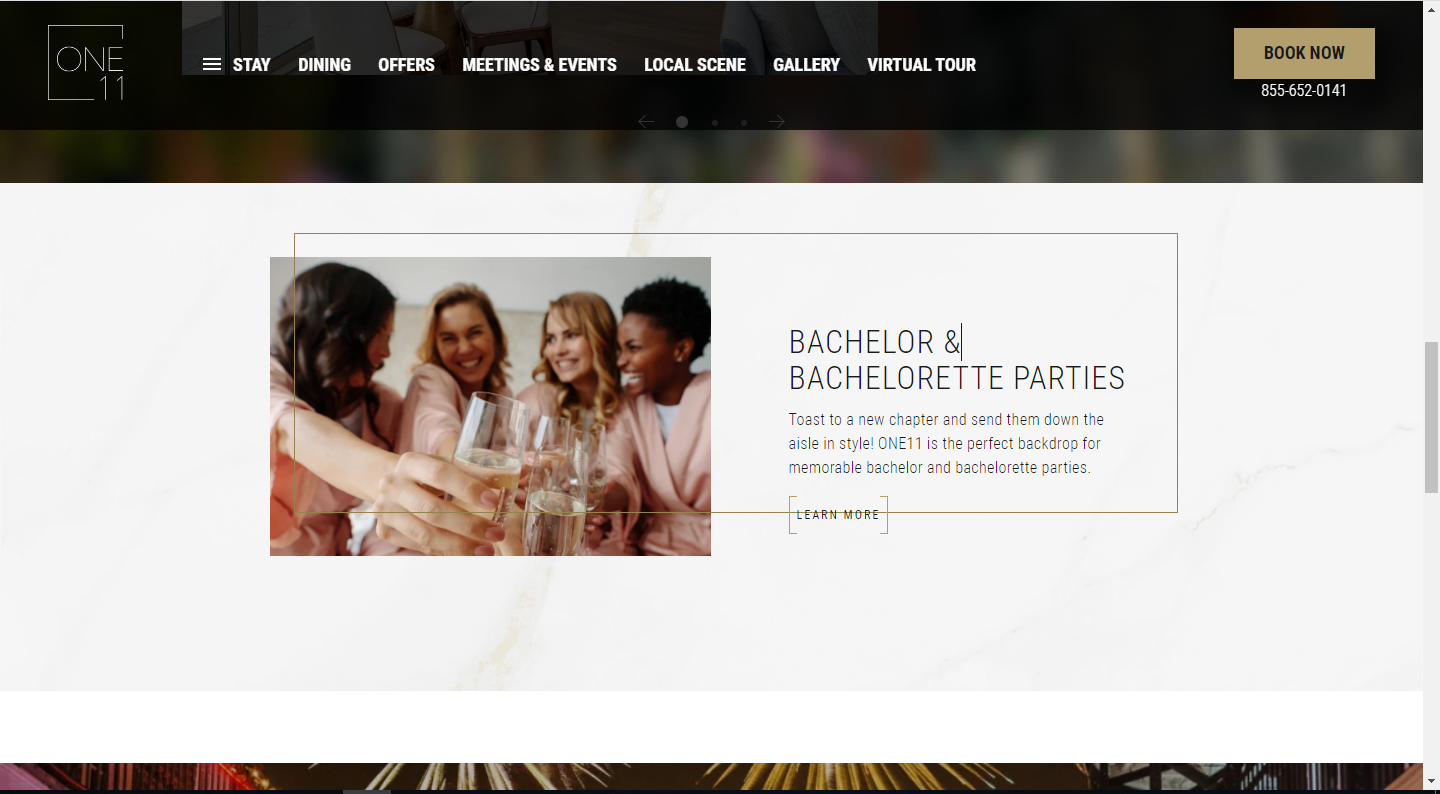 ONE
11
STAY DINING OFFERS MEETINGS & EVENTS LOCAL SCENE GALLERY VIRTUAL TOUR
BOOK NOW
855-652-0141
BACHELOR &
BACHELORETTE PARTIES
Toast to a new chapter and send them down the
aisle in style! ONE11 is the perfect backdrop for
memorable bachelor and bachelorette parties.
LEARN MORE